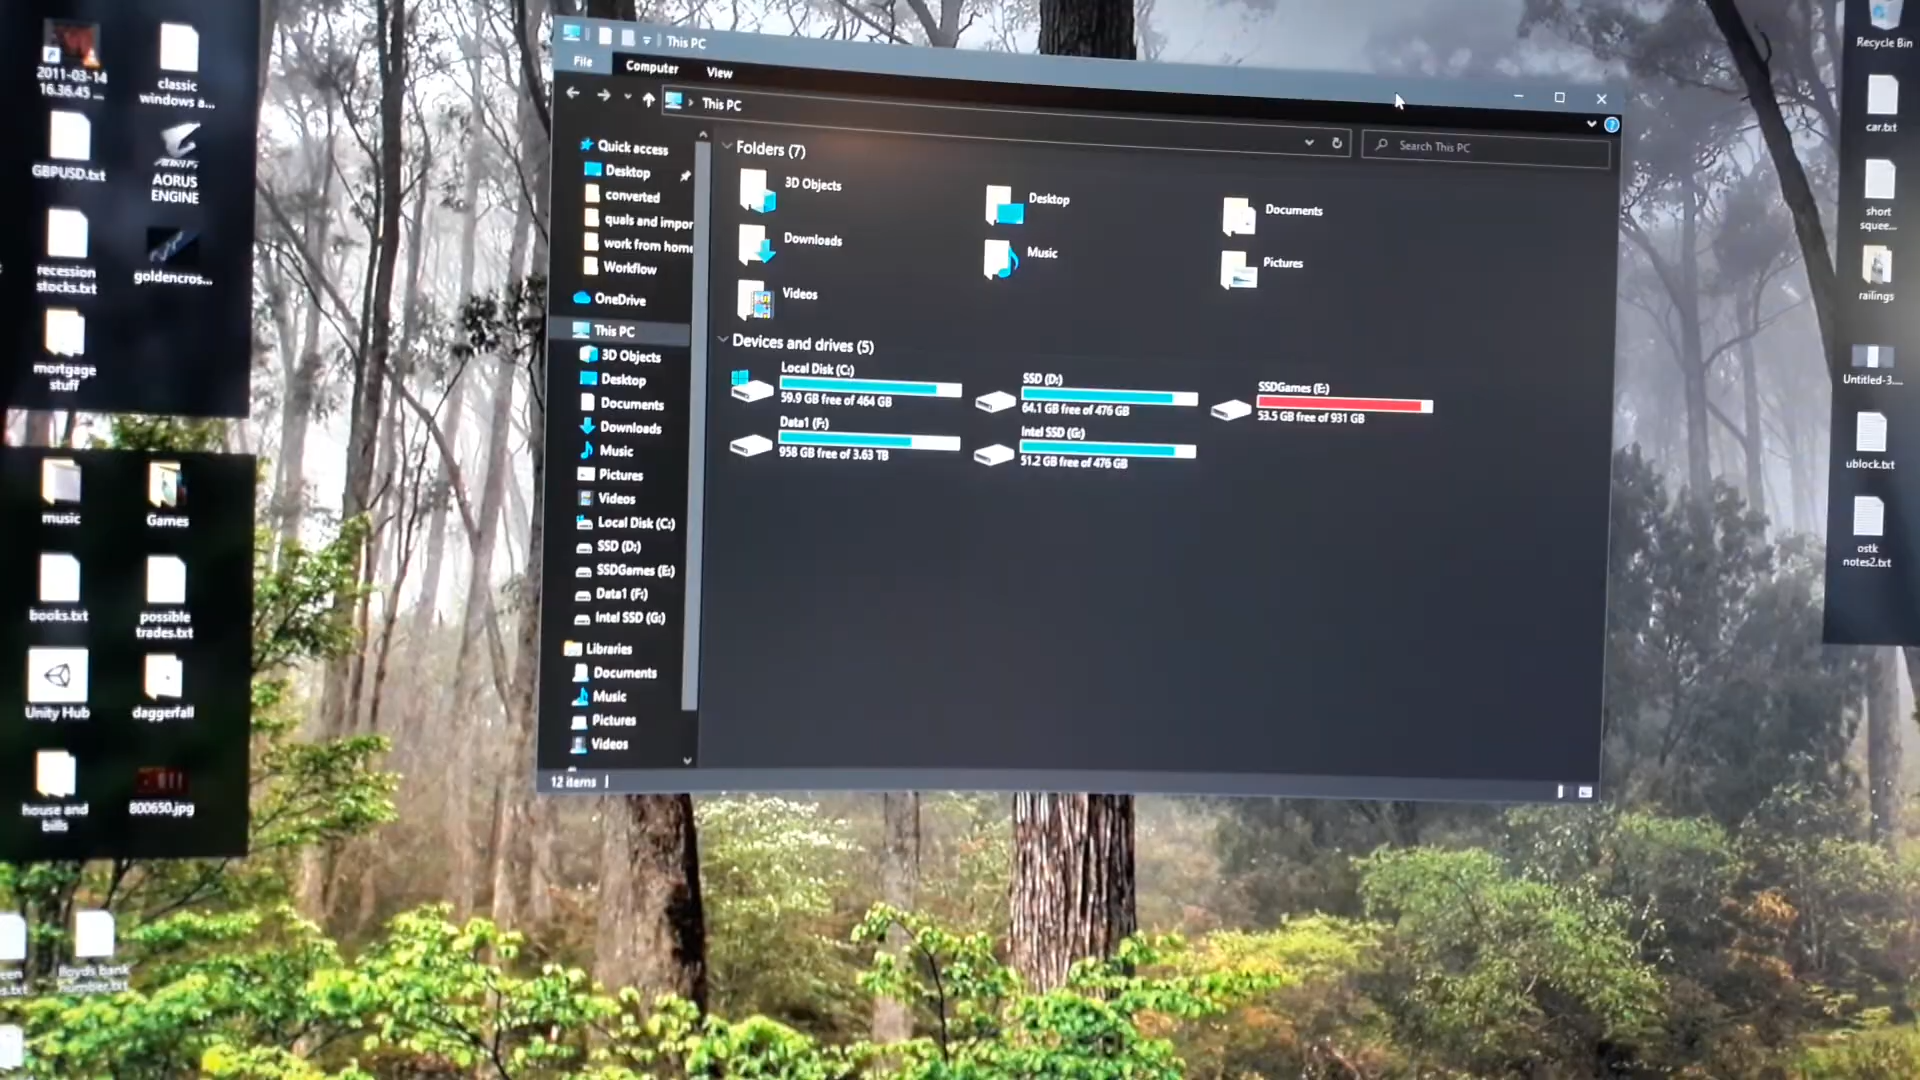 2011-03-14
16.36.45 ...
classic
windows a...
GBPUSD.txt
AORUS
ENGINE
recession
stocks.txt
goldencros...
mortgage
stuff
music
Games
books.txt
possible
trades.txt
Unity Hub
daggerfall
house and
bills
800650.jpg
lloyds bank
number.txt
This PC
File
Computer
View
This PC
Search This PC
Quick access
Desktop
converted
quals and impor
work from home
Workflow
OneDrive
This PC
3D Objects
Desktop
Documents
Downloads
Music
Pictures
Videos
Local Disk (C:)
SSD (D:)
SSDGames (E:)
Data1 (F:)
Intel SSD (G:)
Libraries
Documents
Music
Pictures
Videos
12 items
Folders (7)
3D Objects
Desktop
Documents
Downloads
Music
Pictures
Videos
Devices and drives (5)
Local Disk (C:)
59.9 GB free of 464 GB
SSD (D:)
64.1 GB free of 476 GB
SSDGames (E:)
53.5 GB free of 931 GB
Data1 (F:)
958 GB free of 3.63 TB
Intel SSD (G:)
51.2 GB free of 476 GB
Recycle Bin
car.txt
short
squee...
railings
Untitled-3....
ublock.txt
ostk
notes2.txt